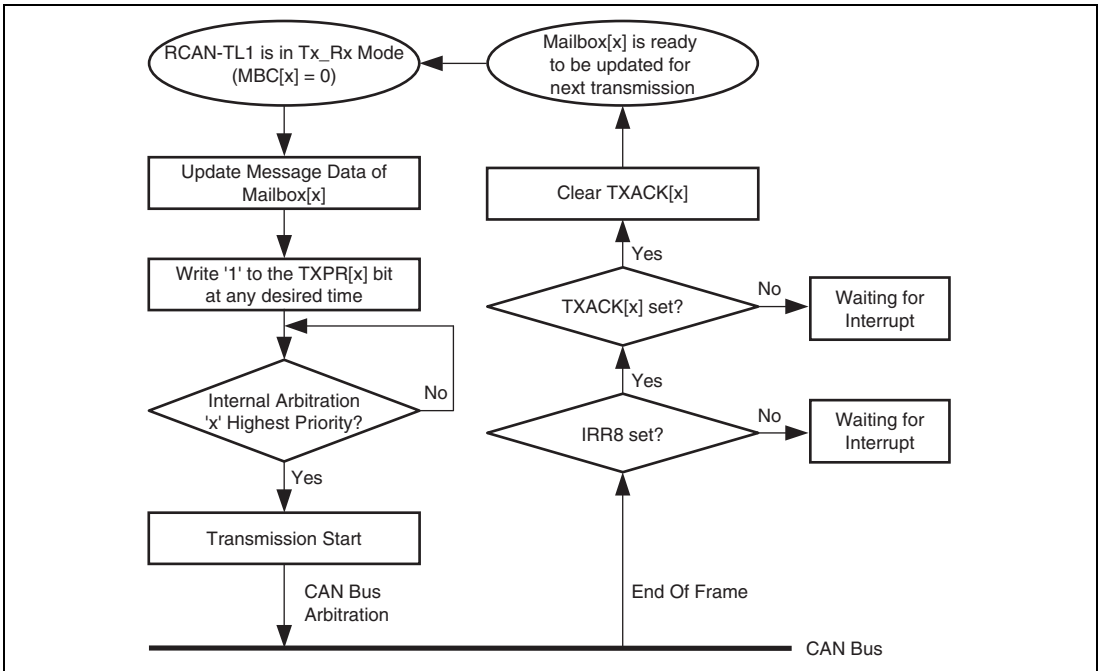 RCAN-TL1 is in Tx_Rx Mode
(MBC[x] = 0)
Update Message Data of
Mailbox[x]
Write '1' to the TXPR[x] bit
at any desired time
Internal Arbitration
'x' Highest Priority?
No
Yes
Transmission Start
CAN Bus
Arbitration
Mailbox[x] is ready
to be updated for
next transmission
Clear TXACK[x]
Yes
TXACK[x] set?
No
Waiting for
Interrupt
Yes
IRR8 set?
No
Waiting for
Interrupt
End Of Frame
CAN Bus